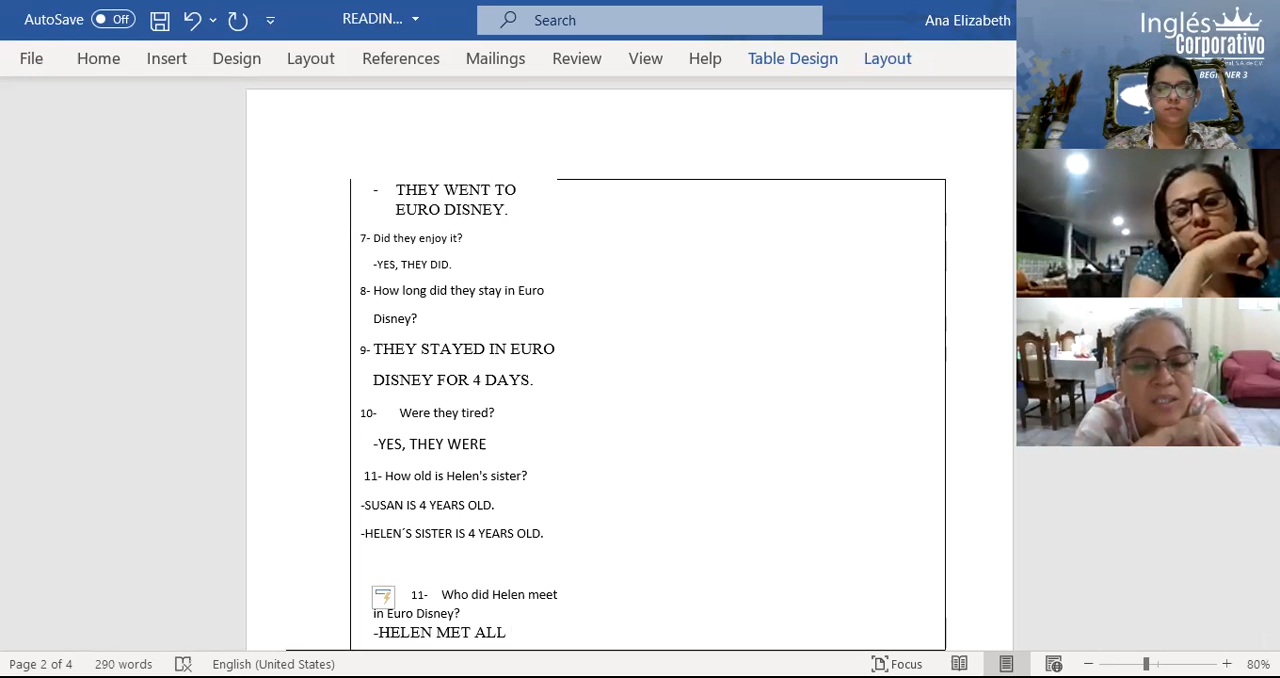 AutoSave Off READIN... Search Ana Elizabeth
File Home Insert Design Layout References Mailings Review View Help Table Design Layout
Inglés
Corporativo
BEGINNER 3
- THEY WENT TO
EURO DISNEY.
7- Did they enjoy it?
-YES, THEY DID.
8- How long did they stay in Euro
Disney?
9- THEY STAYED IN EURO
DISNEY FOR 4 DAYS.
10- Were they tired?
-YES, THEY WERE
11- How old is Helen's sister?
-SUSAN IS 4 YEARS OLD.
-HELEN´S SISTER IS 4 YEARS OLD.
11- Who did Helen meet
in Euro Disney?
-HELEN MET ALL
Page 2 of 4 290 words English (United States) Focus 80%